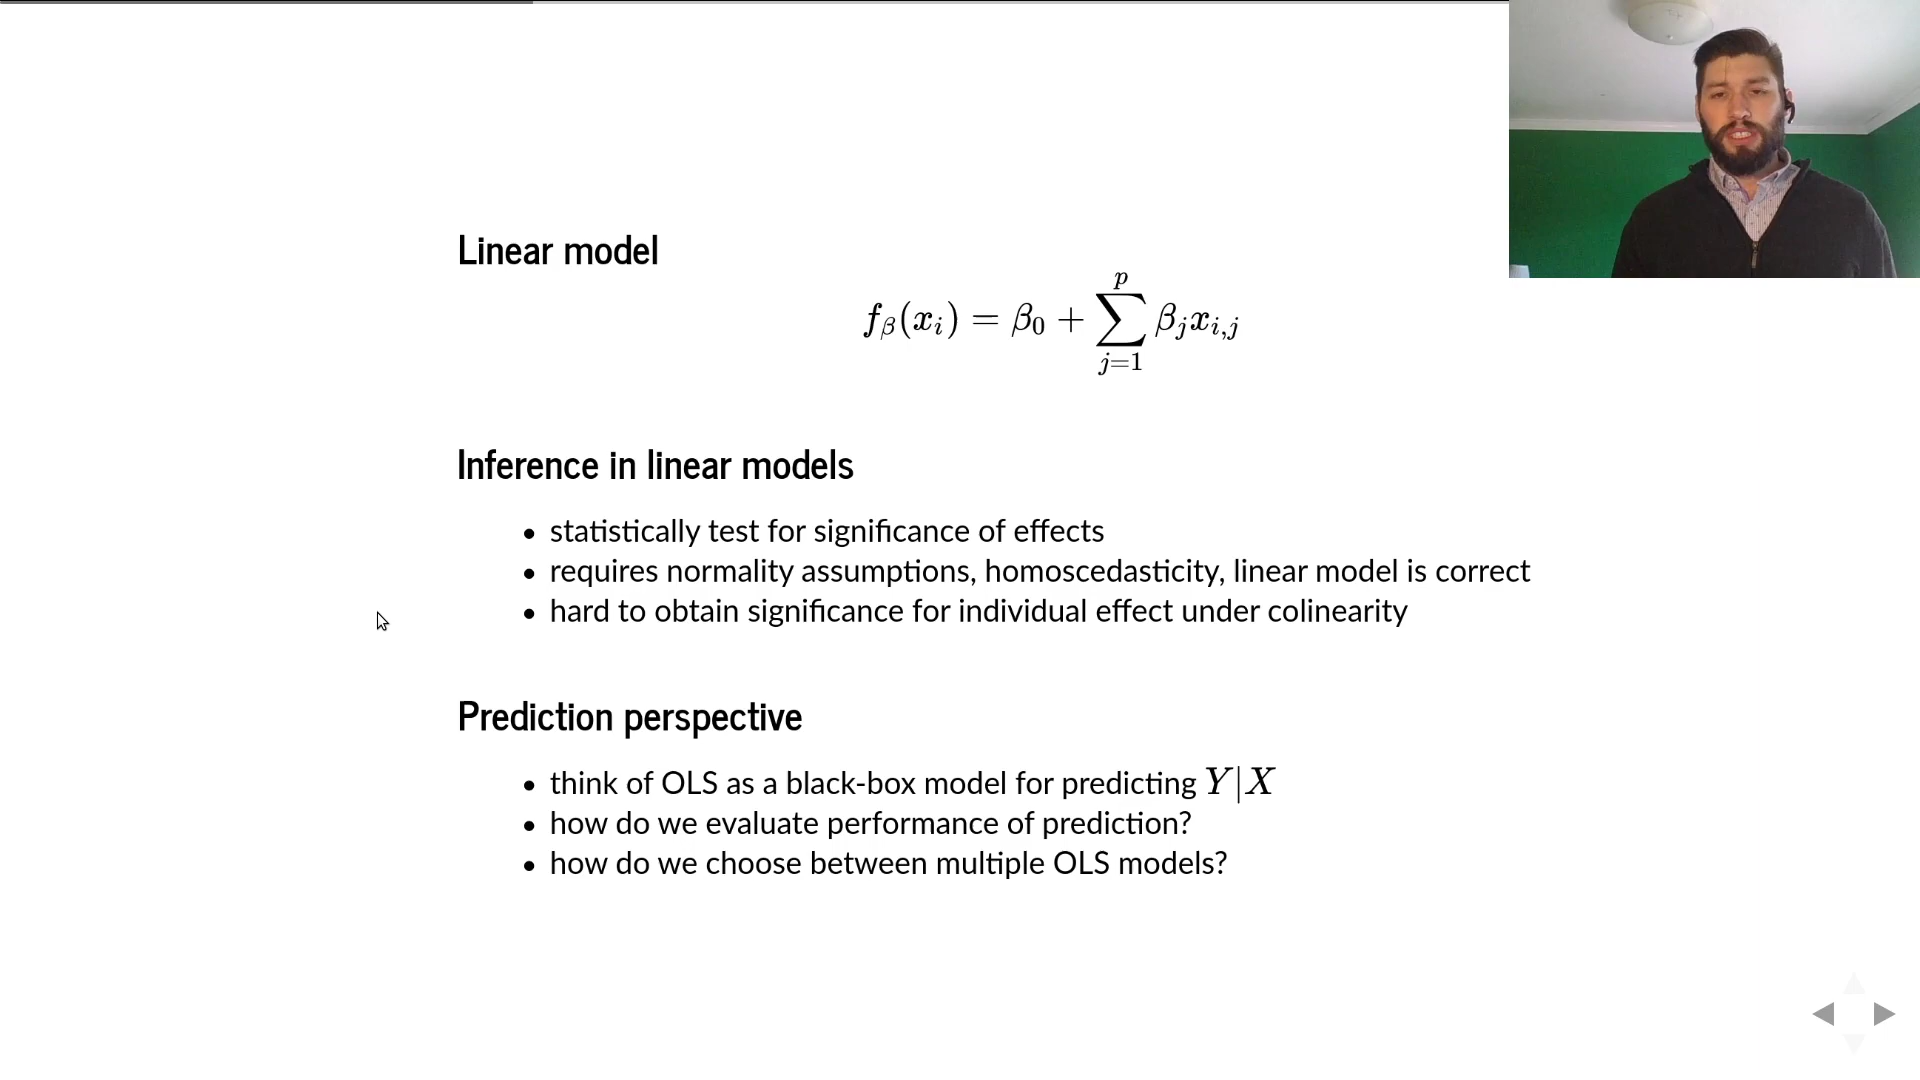 Linear model
f_β(x_i) = β_0 + ∑_{j=1}^{p} β_j x_{i,j}
Inference in linear models
• statistically test for significance of effects
• requires normality assumptions, homoscedasticity, linear model is correct
• hard to obtain significance for individual effect under colinearity
Prediction perspective
• think of OLS as a black-box model for predicting Y|X
• how do we evaluate performance of prediction?
• how do we choose between multiple OLS models?